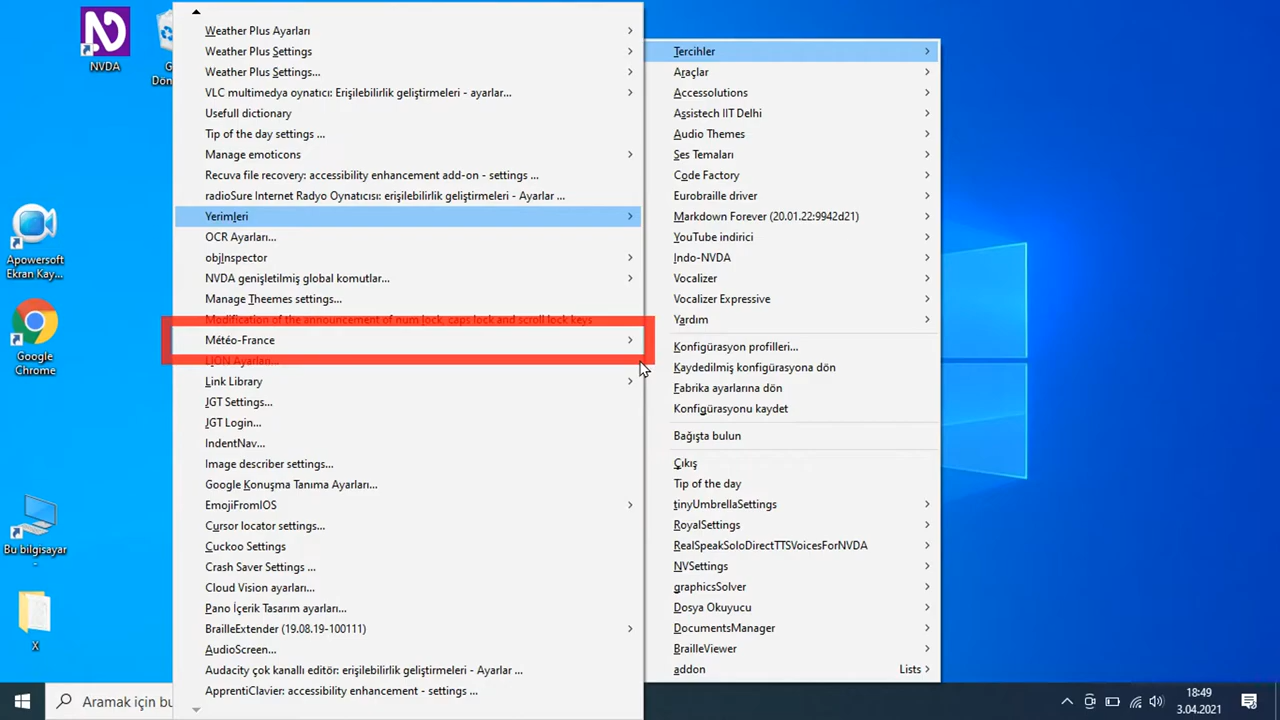 NVDA
G
Dön
Apowersoft
Ekran Kay...
Google
Chrome
Bu bilgisayar
X
Weather Plus Ayarları
Weather Plus Settings
Weather Plus Settings...
VLC multimedya oynatıcı: Erişilebilirlik geliştirmeleri - ayarlar...
Usefull dictionary
Tip of the day settings ...
Manage emoticons
Recuva file recovery: accessibility enhancement add-on - settings ...
radioSure Internet Radyo Oynatıcısı: erişilebilirlik geliştirmeleri - Ayarlar ...
Yerimleri
OCR Ayarları...
objInspector
NVDA genişletilmiş global komutlar...
Manage Theemes settings...
Modification of the announcement of num lock, caps lock and scroll lock keys
Météo-France
LION Ayarları...
Link Library
JGT Settings...
JGT Login...
IndentNav...
Image describer settings...
Google Konuşma Tanıma Ayarları...
EmojiFromIOS
Cursor locator settings...
Cuckoo Settings
Crash Saver Settings ...
Cloud Vision ayarları...
Pano İçerik Tasarım ayarları...
BrailleExtender (19.08.19-100111)
AudioScreen...
Audacity çok kanallı editör: erişilebilirlik geliştirmeleri - Ayarlar ...
ApprentiClavier: accessibility enhancement - settings ...
Tercihler
Araçlar
Accessolutions
Assistech IIT Delhi
Audio Themes
Ses Temaları
Code Factory
Eurobraille driver
Markdown Forever (20.01.22:9942d21)
YouTube indirici
Indo-NVDA
Vocalizer
Vocalizer Expressive
Yardım
Konfigürasyon profilleri...
Kaydedilmiş konfigürasyona dön
Fabrika ayarlarına dön
Konfigürasyonu kaydet
Bağışta bulun
Çıkış
Tip of the day
tinyUmbrellaSettings
RoyalSettings
RealSpeakSoloDirectTTSVoicesForNVDA
NVSettings
graphicsSolver
Dosya Okuyucu
DocumentsManager
BrailleViewer
addon Lists
Aramak için bu
18:49
3.04.2021